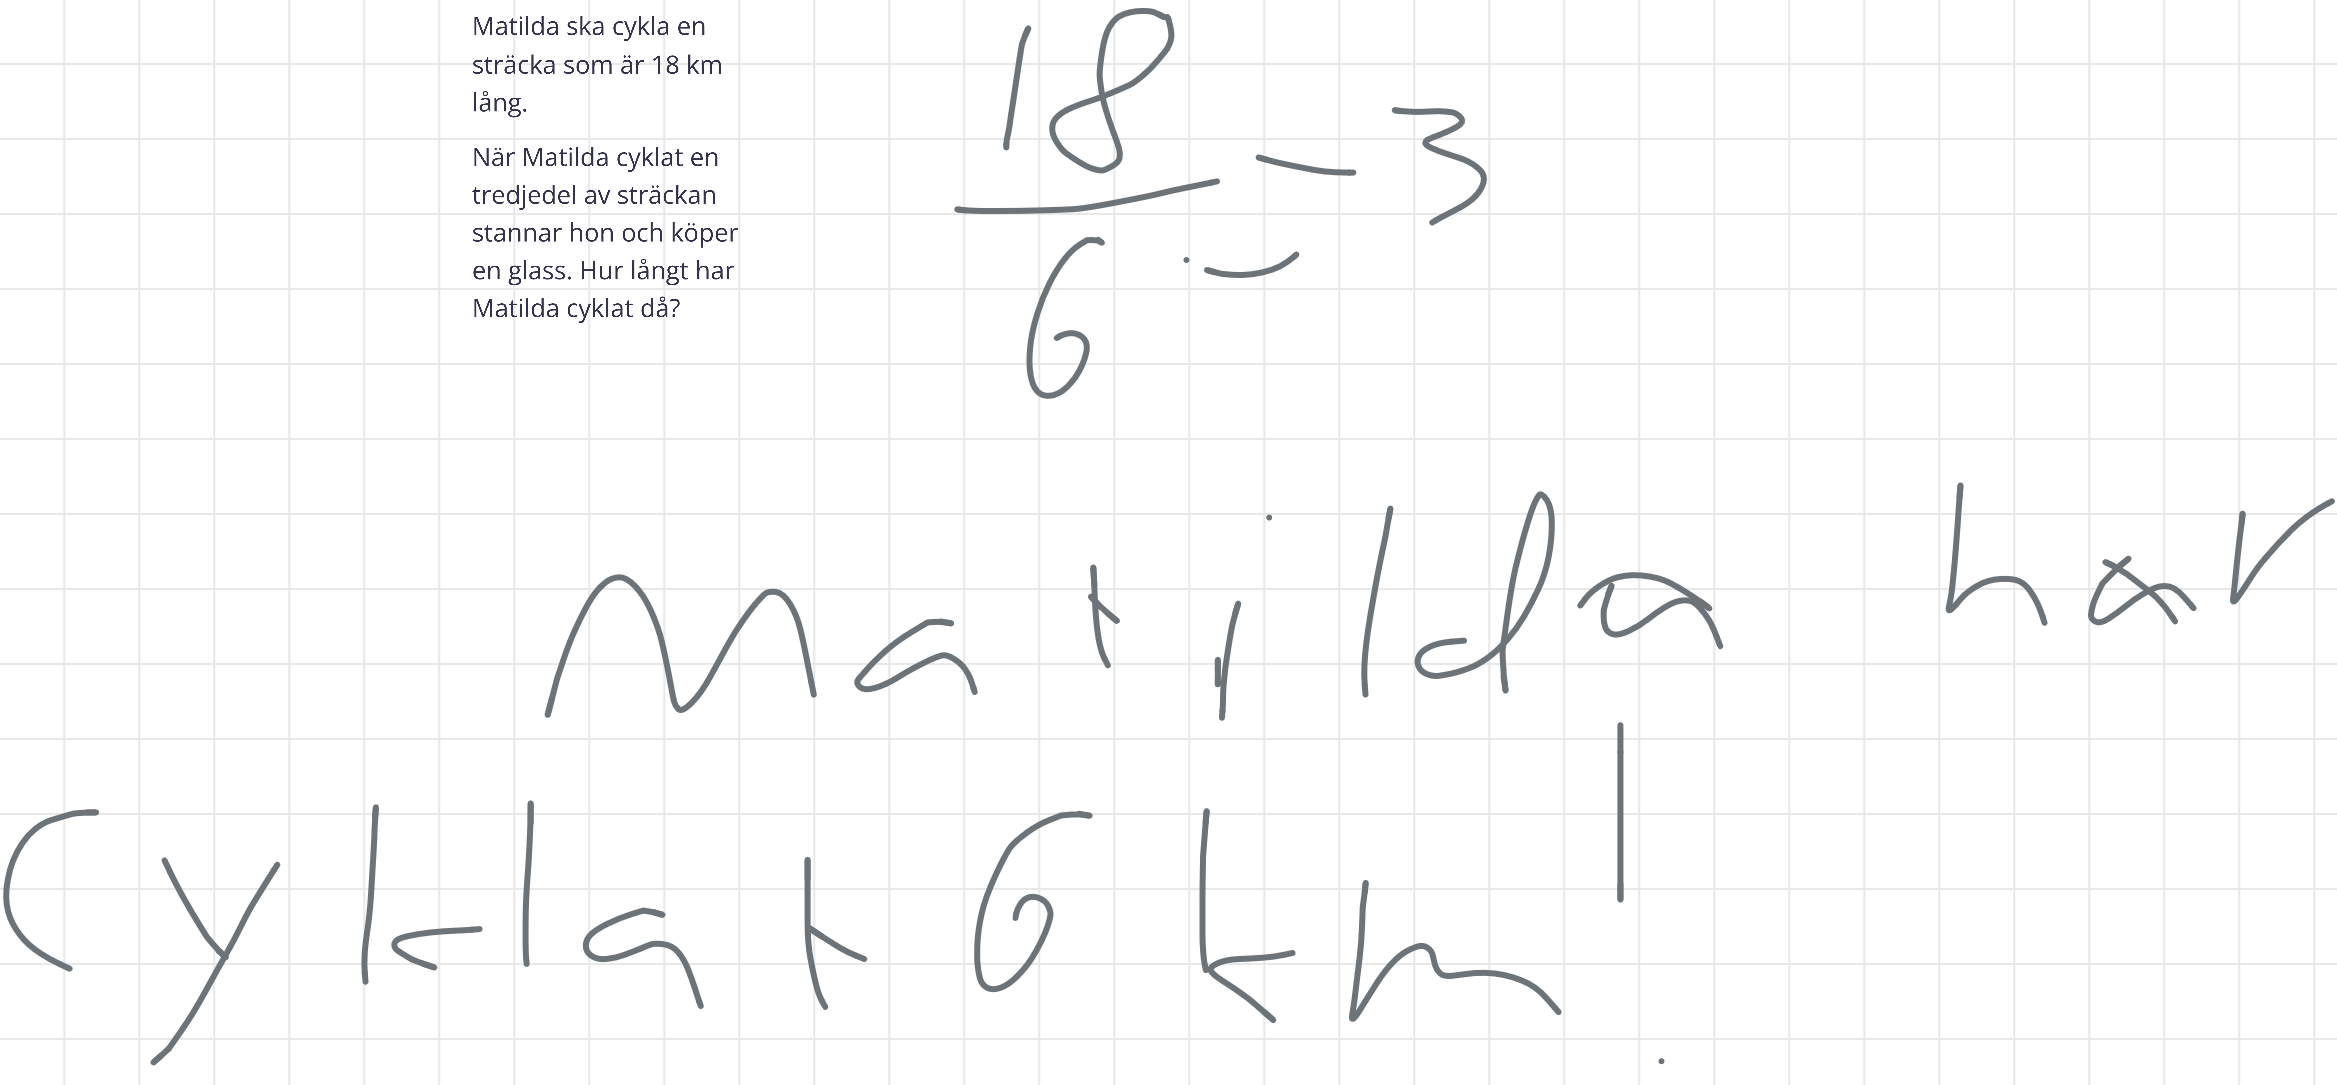 Matilda ska cykla en
sträcka som är 18 km
lång.
När Matilda cyklat en
tredjedel av sträckan
stannar hon och köper
en glass. Hur långt har
Matilda cyklat då?
18/6 = 3
Matilda har
Cyklat 6 km!